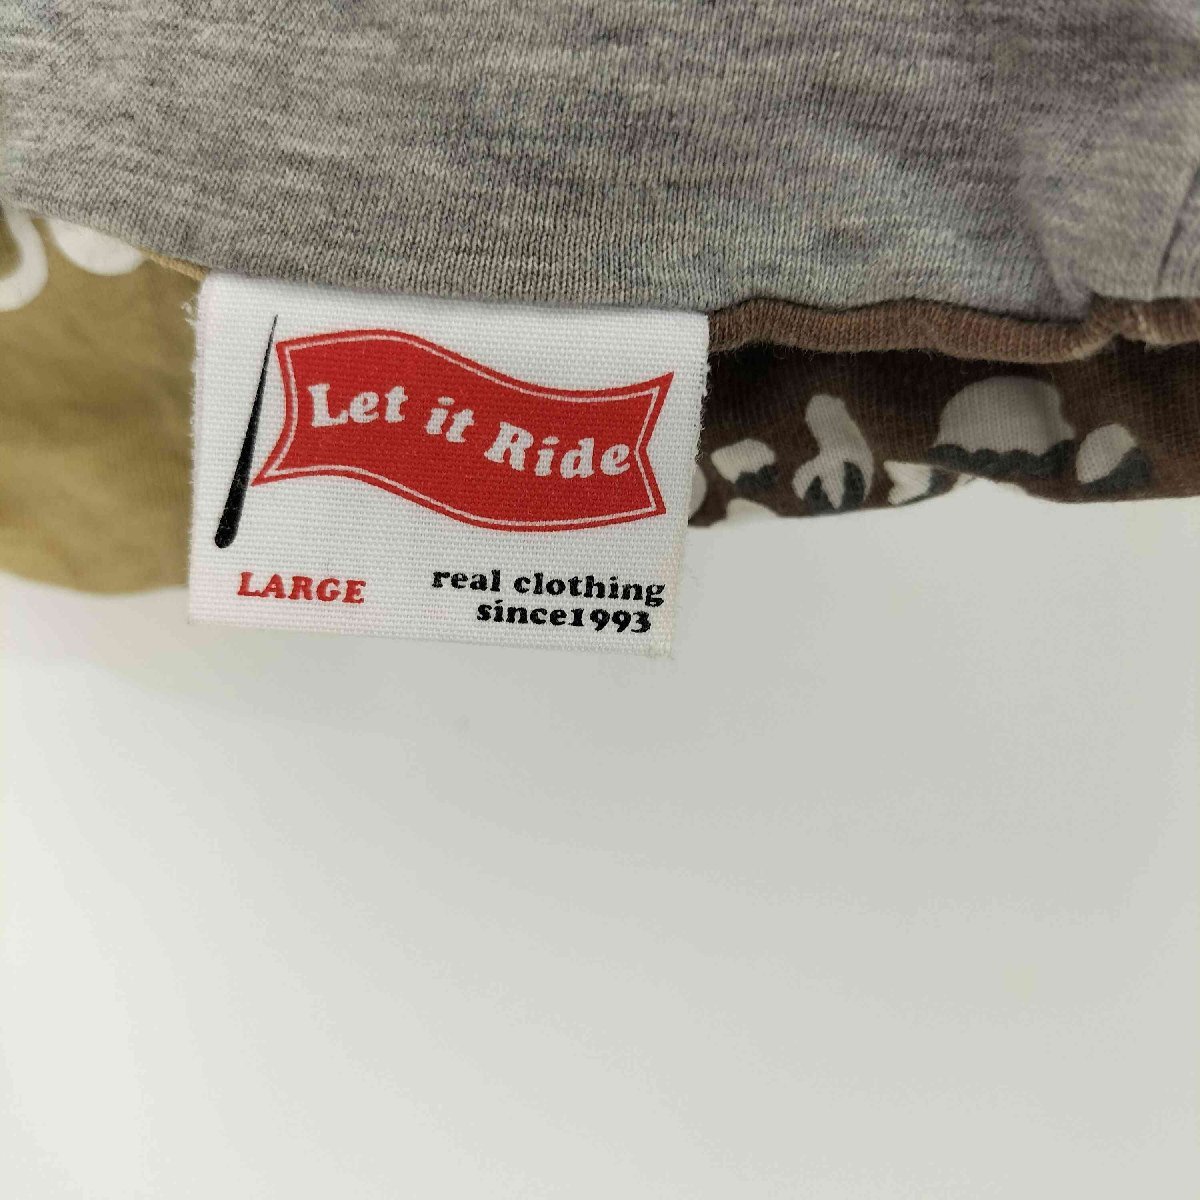 Let it Ride
LARGE
real clothing
since1993